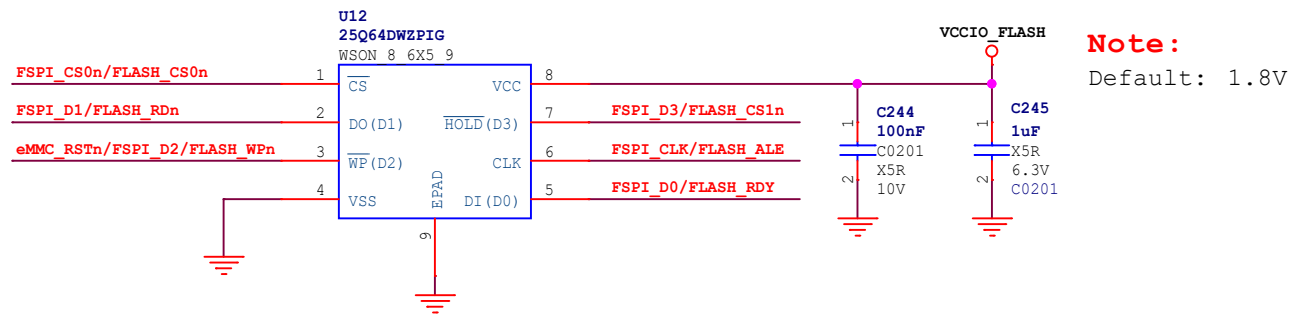 U12
25Q64DWZPIG
WSON_8_6X5_9
VCCIO_FLASH
Note:
Default: 1.8V
FSPI_CS0n/FLASH_CS0n
1
CS
VCC
8
FSPI_D1/FLASH_RDn
2
DO(D1)
HOLD(D3)
7
FSPI_D3/FLASH_CS1n
eMMC_RSTn/FSPI_D2/FLASH_WPn
3
WP(D2)
CLK
6
FSPI_CLK/FLASH_ALE
4
VSS
EPAD
DI(D0)
5
FSPI_D0/FLASH_RDY
9
1
2
C244
100nF
C0201
X5R
10V
1
2
C245
1uF
X5R
6.3V
C0201